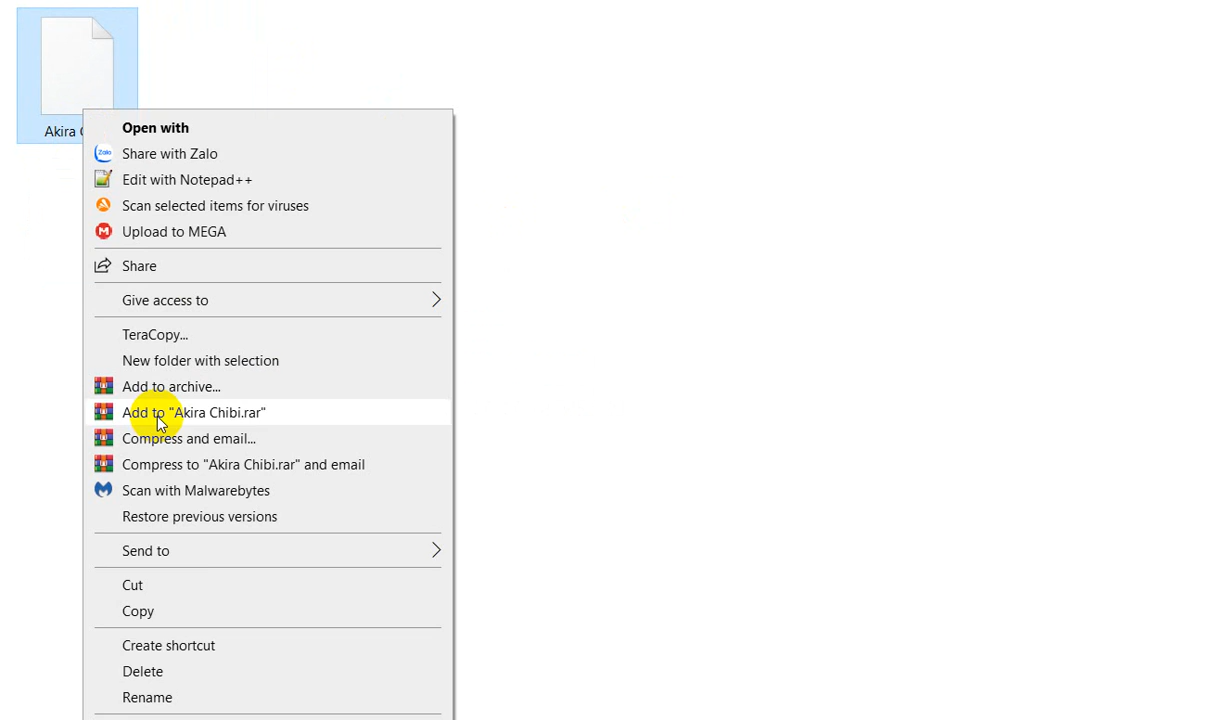 Akira
Open with
Zalo
Share with Zalo
Edit with Notepad++
Scan selected items for viruses
M
Upload to MEGA
Share
Give access to
TeraCopy...
New folder with selection
Add to archive...
Add to "Akira Chibi.rar"
Compress and email...
Compress to "Akira Chibi.rar" and email
Scan with Malwarebytes
Restore previous versions
Send to
Cut
Copy
Create shortcut
Delete
Rename